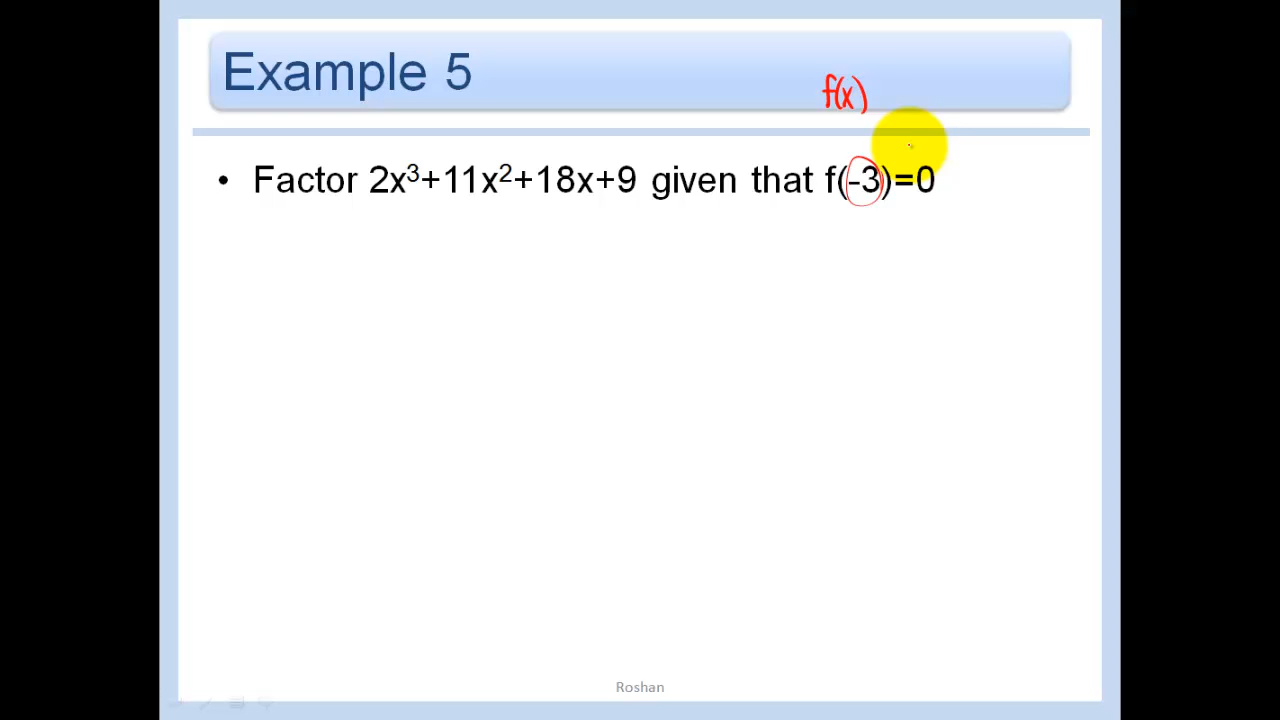 Example 5
f(x)
• Factor 2x³+11x²+18x+9 given that f(-3)=0
Roshan